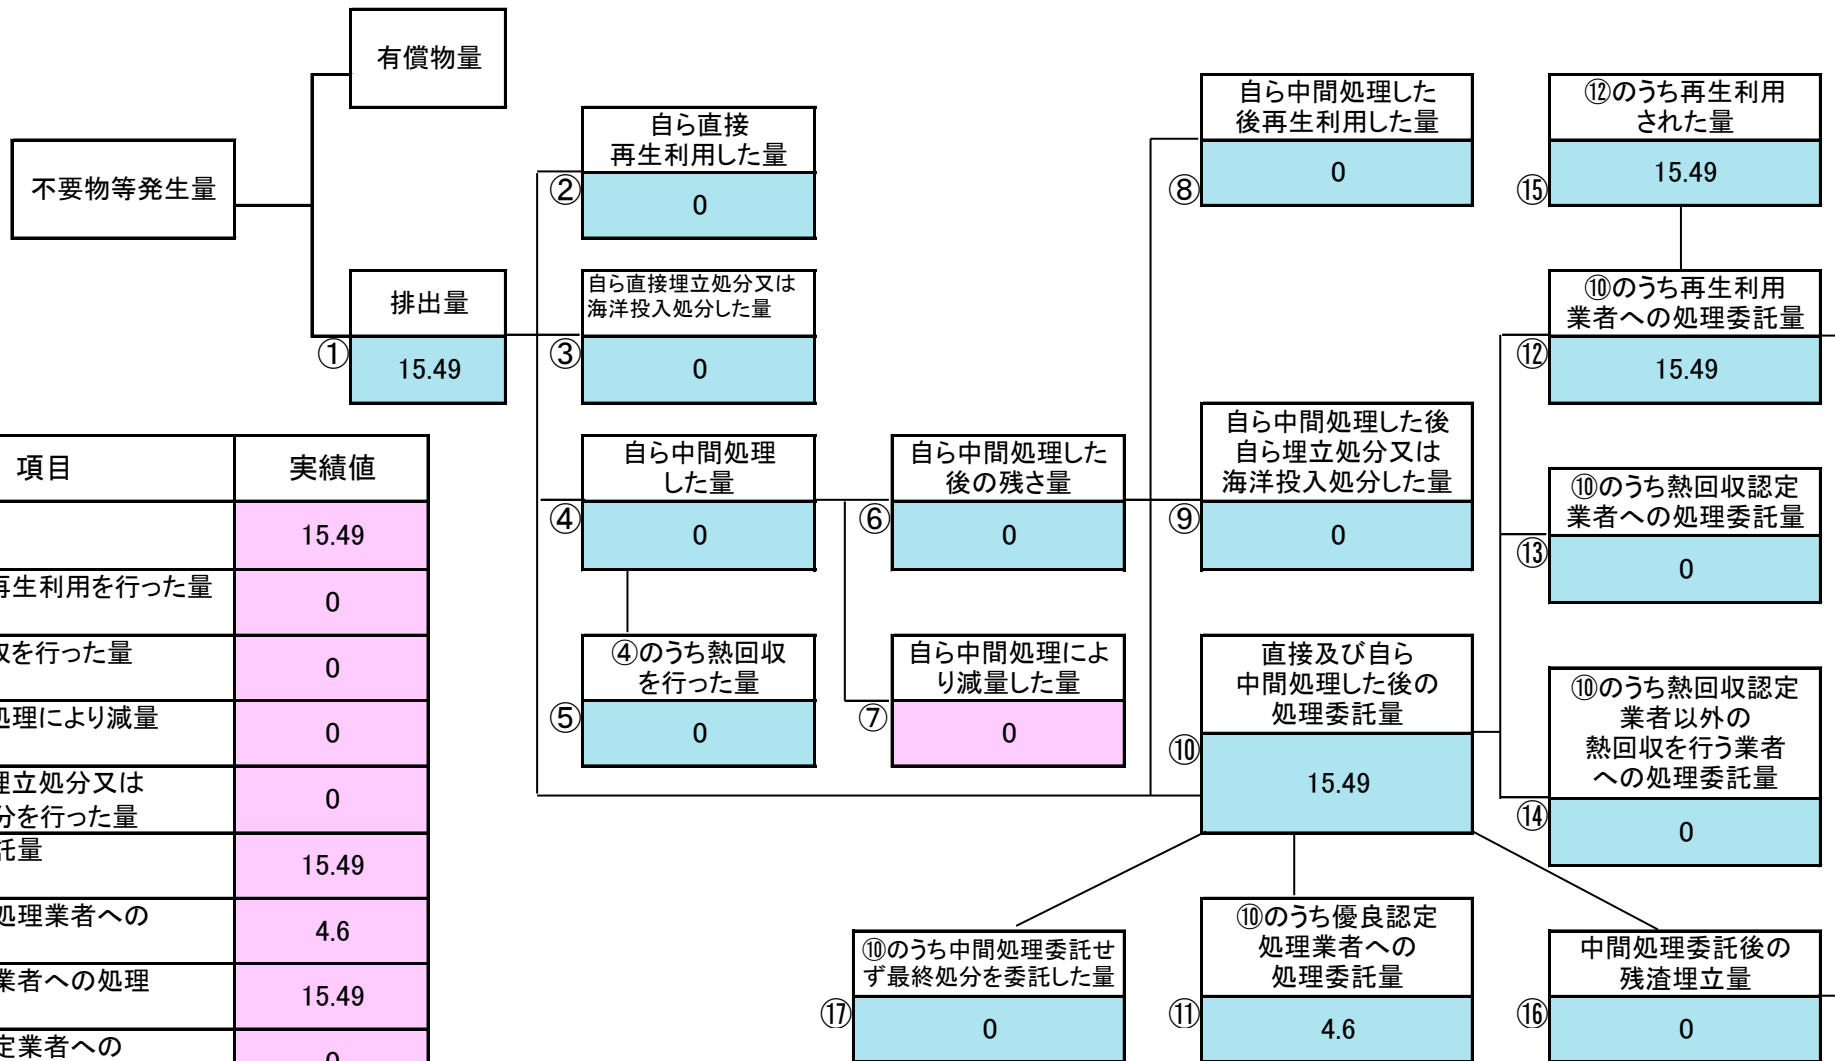 有償物量
不要物等発生量
排出量
①
15.49
自ら直接
再生利用した量
②
0
自ら直接埋立処分又は
海洋投入処分した量
③
0
自ら中間処理
した量
④
0
④のうち熱回収
を行った量
⑤
0
自ら中間処理した
後の残さ量
⑥
0
自ら中間処理によ
り減量した量
⑦
0
自ら中間処理した
後再生利用した量
⑧
0
自ら中間処理した後
自ら埋立処分又は
海洋投入処分した量
⑨
0
直接及び自ら
中間処理した後の
処理委託量
⑩
15.49
⑫のうち再生利用
された量
⑮
15.49
⑩のうち再生利用
業者への処理委託量
⑫
15.49
⑩のうち熱回収認定
業者への処理委託量
⑬
0
⑩のうち熱回収認定
業者以外の
熱回収を行う業者
への処理委託量
⑭
0
⑩のうち中間処理委託せ
ず最終処分を委託した量
⑰
0
⑩のうち優良認定
処理業者への
処理委託量
⑪
4.6
中間処理委託後の
残渣埋立量
⑯
0
項目 実績値
15.49
再生利用を行った量 0
収を行った量 0
処理により減量 0
埋立処分又は
分を行った量 0
託量 15.49
処理業者への 4.6
業者への処理 15.49
定業者への 0